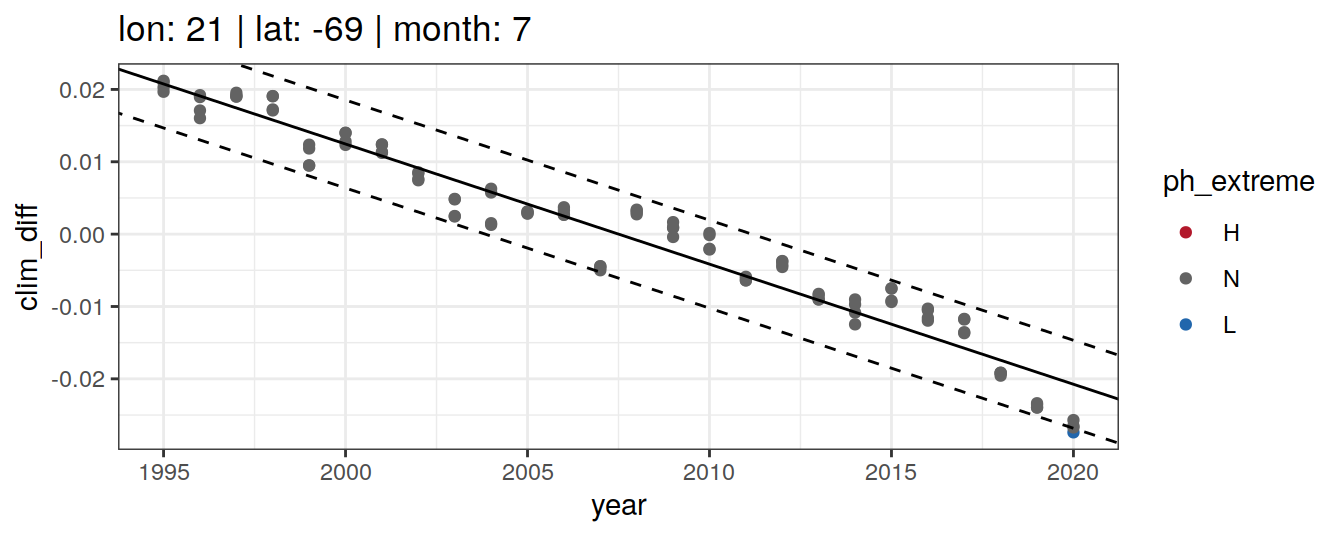 lon: 21 | lat: -69 | month: 7
0.02
0.01
0.00
-0.01
-0.02
clim_diff
1995 2000 2005 2010 2015 2020
year
ph_extreme
H
N
L